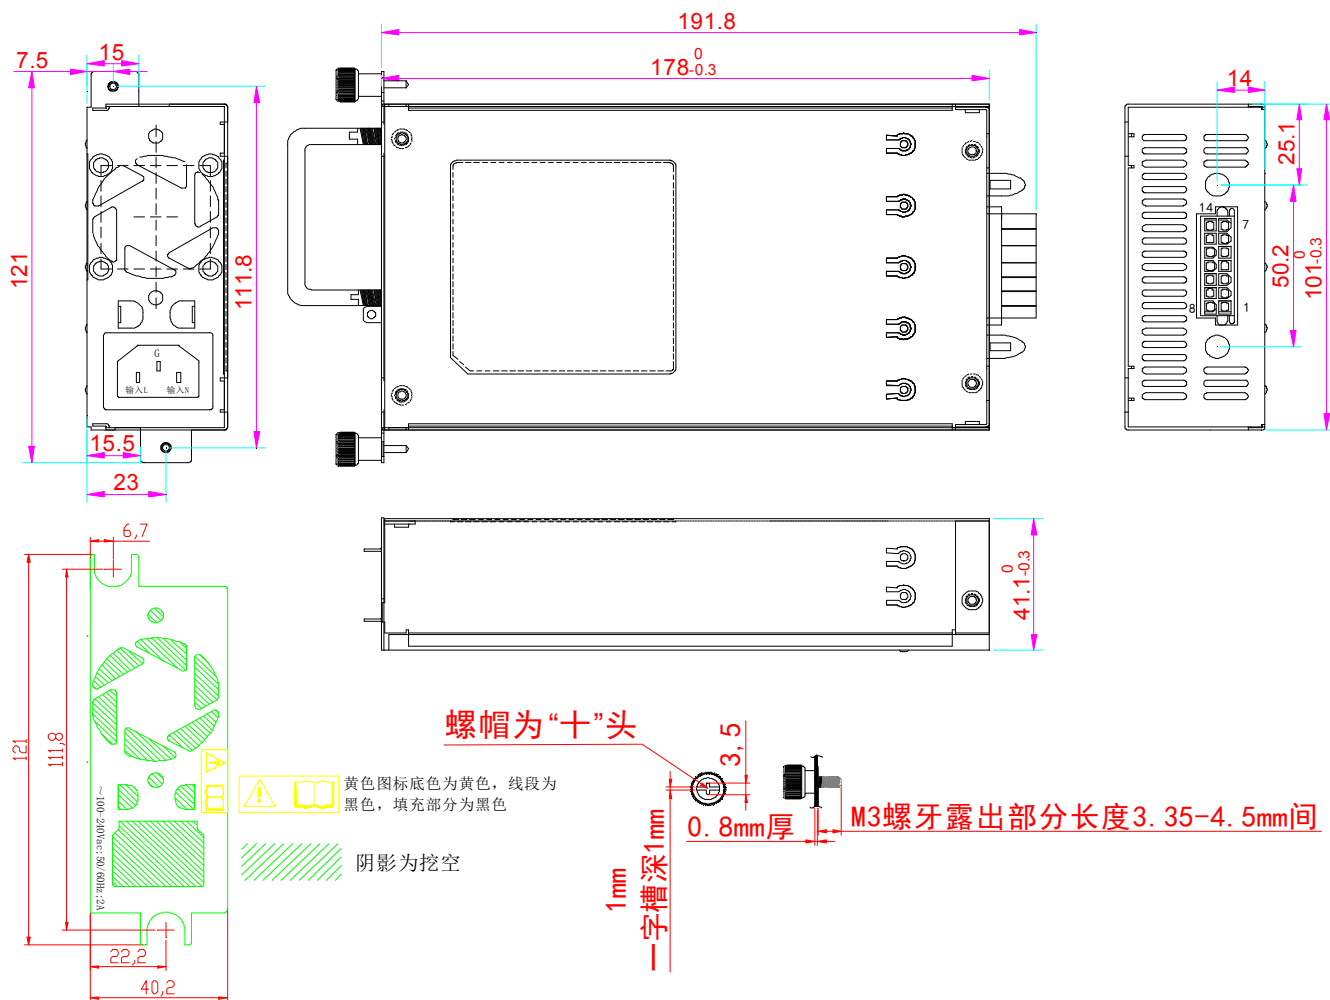 191.8
178 0 -0.3
7.5
15
121
111.8
G
输入L
输入N
15.5
23
14
25.1
50.2
101 0 -0.3
14
7
8
1
41.1 0 -0.3
6,7
121
111,8
~100-240Vac;50/60Hz;2A
22,2
40,2
黄色图标底色为黄色，线段为
黑色，填充部分为黑色
阴影为挖空
螺帽为“十”头
3,5
1mm
一字槽深1mm
0.8mm厚
M3螺牙露出部分长度3.35-4.5mm间